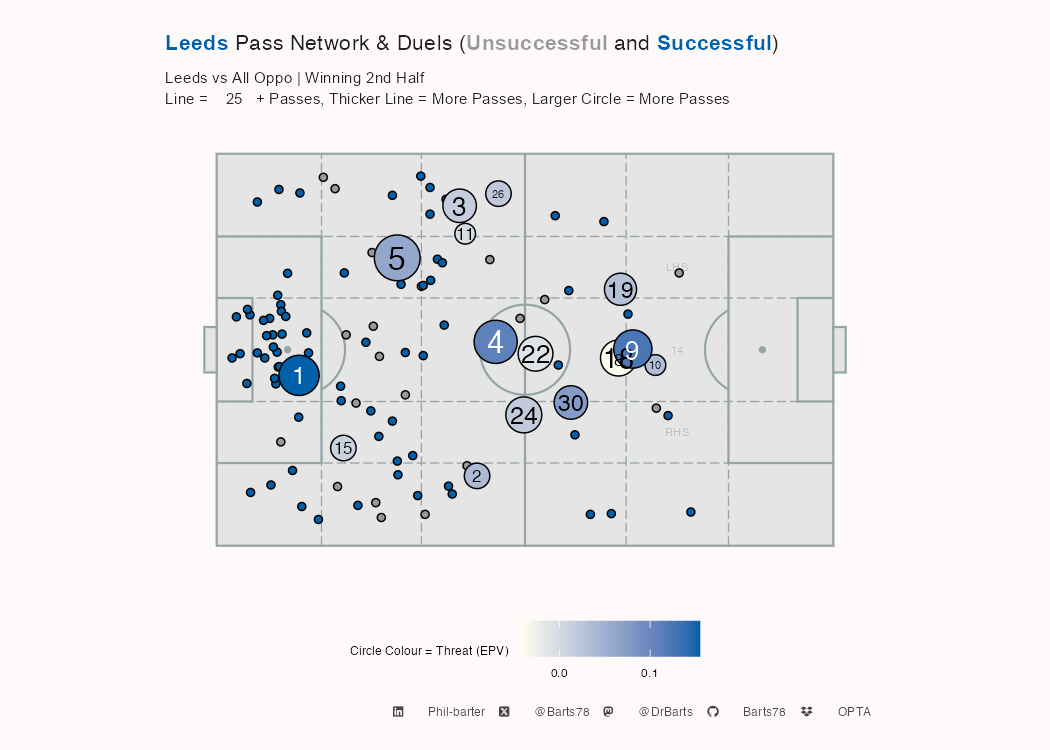 Leeds Pass Network & Duels (Unsuccessful and Successful)
Leeds vs All Oppo | Winning 2nd Half
Line = 25 + Passes, Thicker Line = More Passes, Larger Circle = More Passes
26
3
11
5
LHS
19
4
22
9
14
10
1
30
24
RHS
15
2
Circle Colour = Threat (EPV)
0.0 0.1
Phil-barter @Barts78 @DrBarts Barts78 OPTA